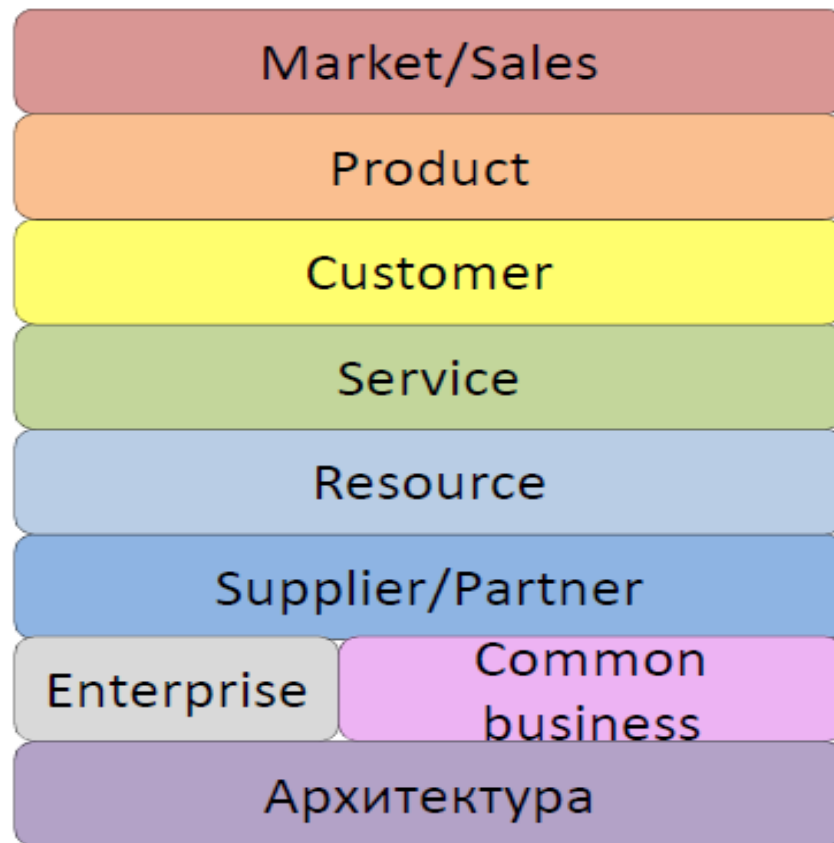 Market/Sales
Product
Customer
Service
Resource
Supplier/Partner
Enterprise
Common
business
Архитектура